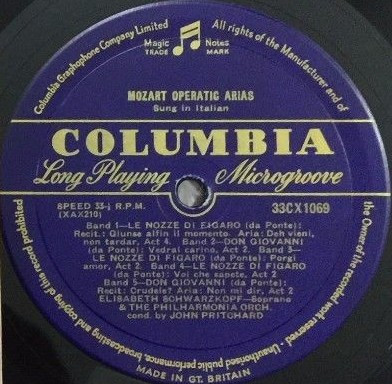 Columbia Graphophone Company Limited
All rights of the Manufacturer and of
the Owner of the recorded work reserved · Unauthorised public performance, broadcasting and copying of this record prohibited
Magic Notes
TRADE MARK
MOZART OPERATIC ARIAS
Sung in Italian
COLUMBIA
Long Playing Microgroove
SPEED 33⅓ R.P.M. 33CX1069
(XAX210)
Band 1—LE NOZZE DI FIGARO (da Ponte):
Recit.: Giunse alfin il momento. Aria: Deh vieni,
non tardar, Act 4. Band 2—DON GIOVANNI
(da Ponte): Vedrai carino, Act 2. Band 3—
LE NOZZE DI FIGARO (da Ponte): Porgi
amor, Act 2. Band 4—LE NOZZE DI FIGARO
(da Ponte): Voi che sapete, Act 2
Band 5—DON GIOVANNI (da Ponte):
Recit: Crudele? Aria: Non mi dir, Act 2
ELISABETH SCHWARZKOPF—Soprano
& THE PHILHARMONIA ORCH.
cond. by JOHN PRITCHARD
MADE IN GT. BRITAIN